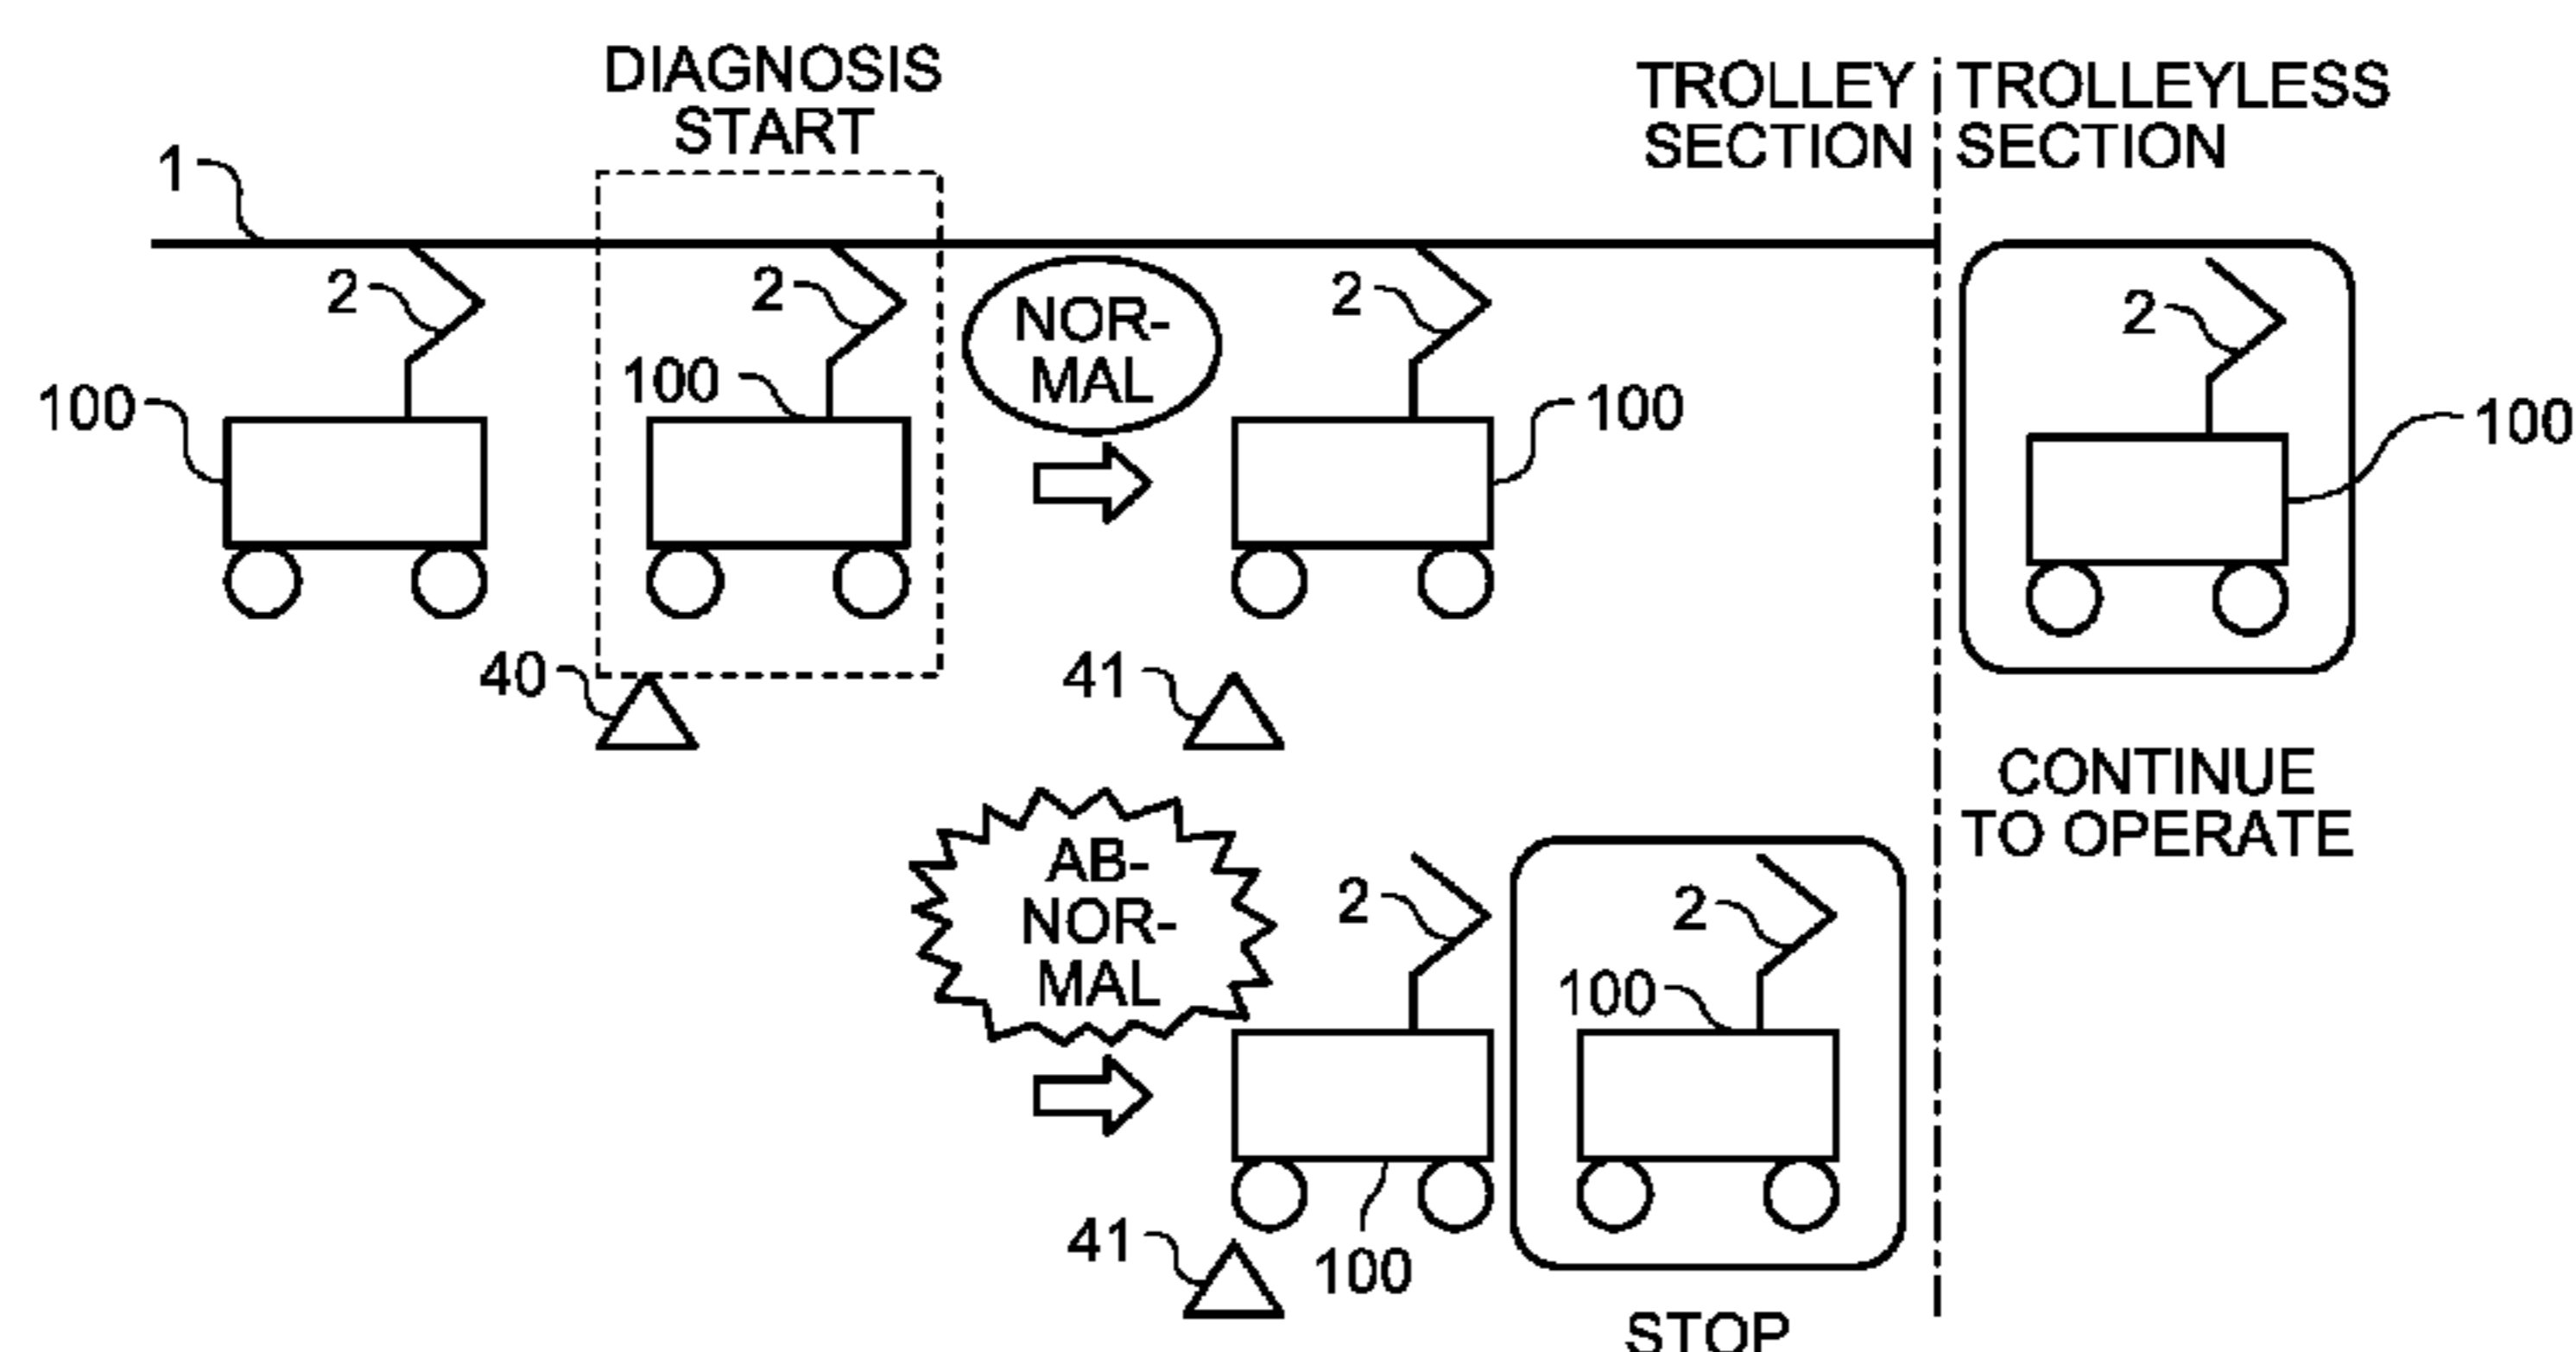 DIAGNOSIS
START
TROLLEY
SECTION
TROLLEYLESS
SECTION
1
2
2
2
2
NOR-
MAL
100
100
100
100
40
41
CONTINUE
TO OPERATE
AB-
NOR-
MAL
2
2
100
41
100
STOP